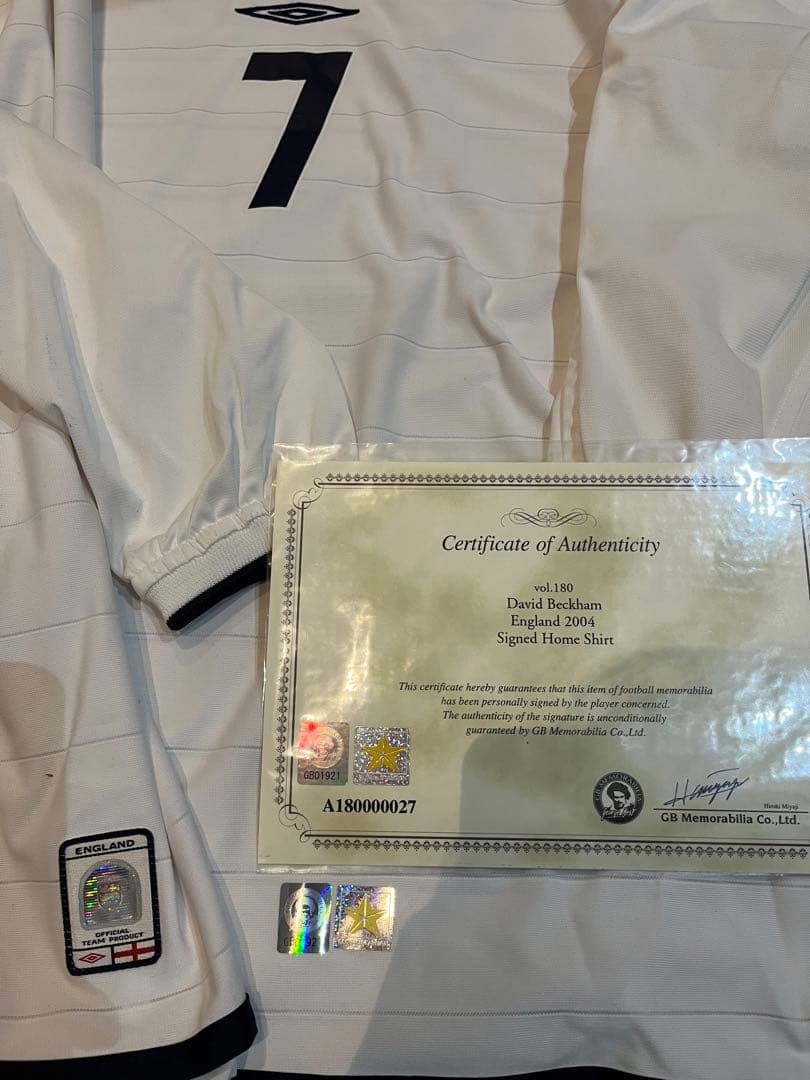 7
Certificate of Authenticity
vol.180
David Beckham
England 2004
Signed Home Shirt
This certificate hereby guarantees that this item of football memorabilia
has been personally signed by the player concerned.
The authenticity of the signature is unconditionally
guaranteed by GB Memorabilia Co.,Ltd.
GB01921
A180000027
GB MEMORABILIA
Hiroki Miyaji
GB Memorabilia Co.,Ltd.
ENGLAND
OFFICIAL
TEAM PRODUCT